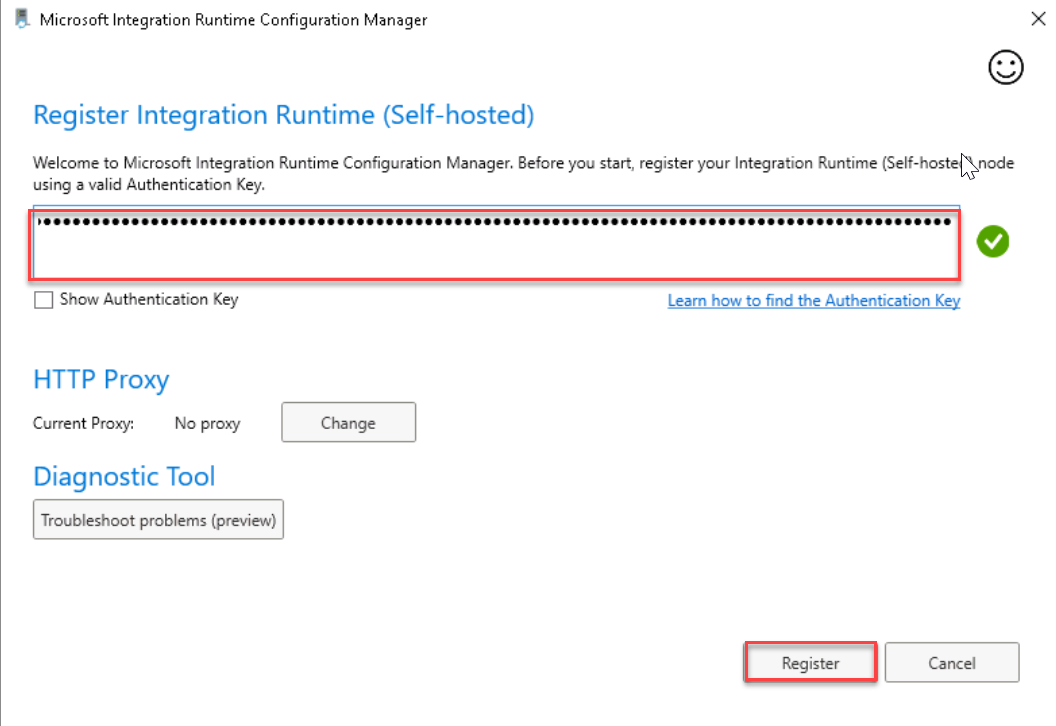 Microsoft Integration Runtime Configuration Manager
Register Integration Runtime (Self-hosted)
Welcome to Microsoft Integration Runtime Configuration Manager. Before you start, register your Integration Runtime (Self-hosted) node
using a valid Authentication Key.
Show Authentication Key
Learn how to find the Authentication Key
HTTP Proxy
Current Proxy: No proxy Change
Diagnostic Tool
Troubleshoot problems (preview)
Register Cancel